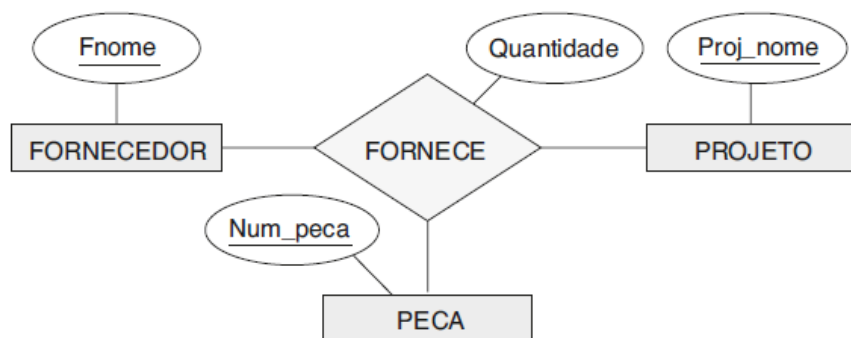 Fnome
Quantidade
Proj_nome
FORNECEDOR
FORNECE
PROJETO
Num_peca
PECA